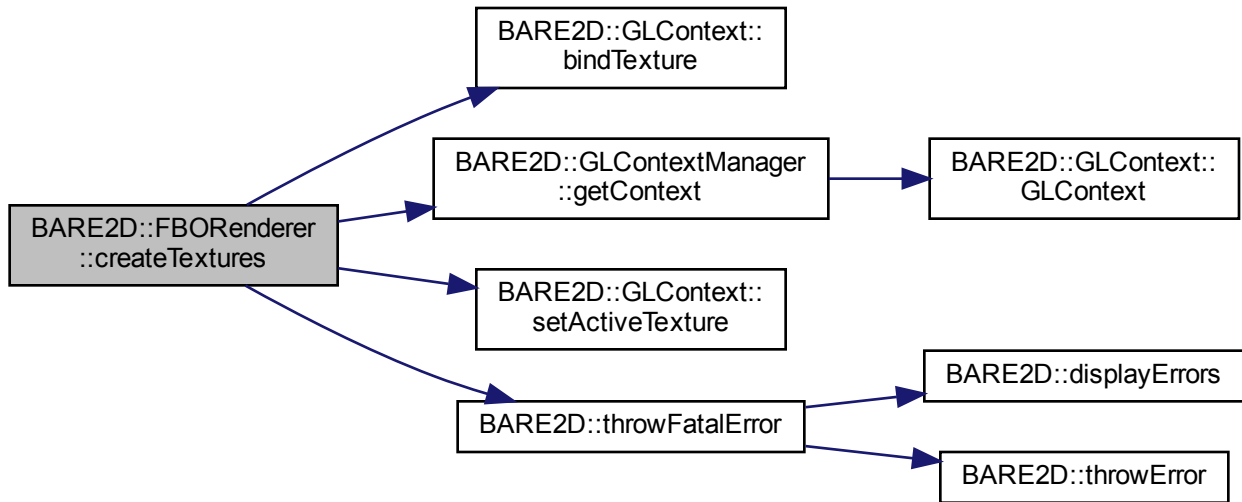 BARE2D::GLContext::
bindTexture
BARE2D::GLContextManager
::getContext
BARE2D::GLContext::
GLContext
BARE2D::FBORenderer
::createTextures
BARE2D::GLContext::
setActiveTexture
BARE2D::displayErrors
BARE2D::throwFatalError
BARE2D::throwError